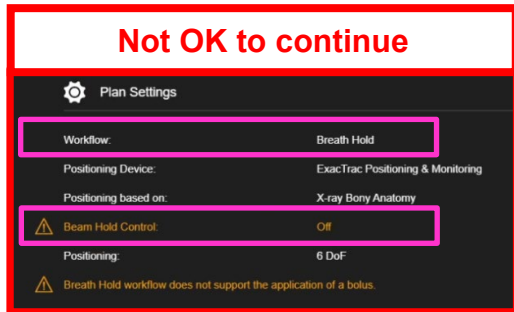 Not OK to continue
Plan Settings
Workflow: Breath Hold
Positioning Device: ExacTrac Positioning & Monitoring
Positioning based on: X-ray Bony Anatomy
Beam Hold Control: Off
Positioning: 6 DoF
Breath Hold workflow does not support the application of a bolus.